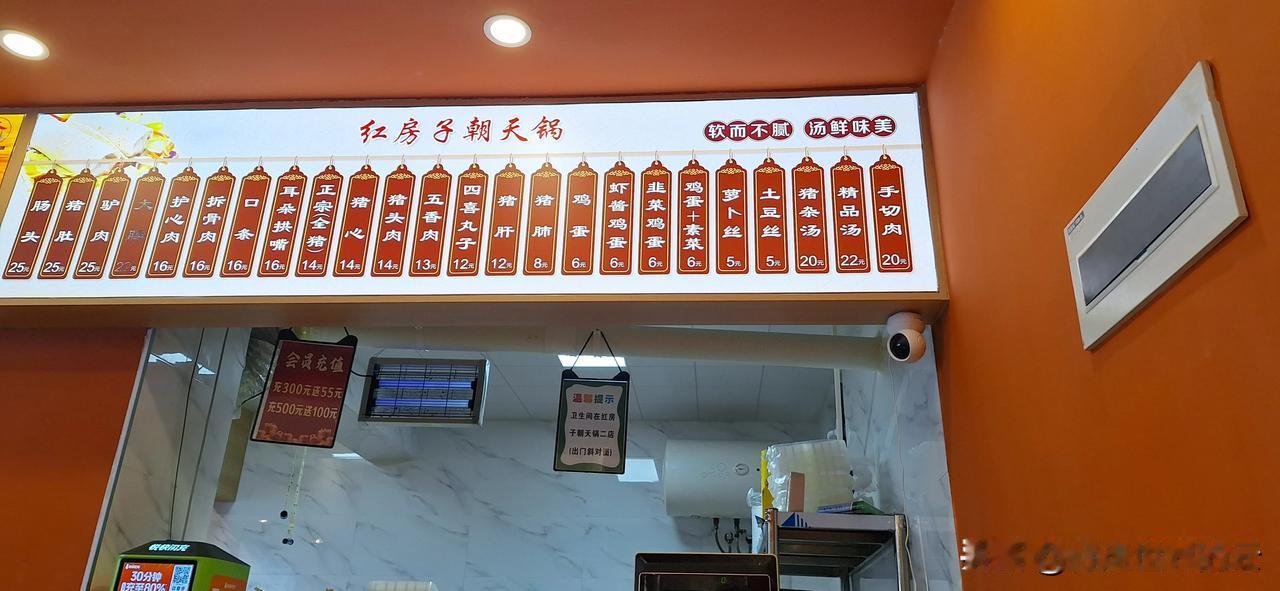 红房子朝天锅
软而不腻 汤鲜味美
肠头 25元
猪肚 25元
驴肉 25元
大肠 22元
护心肉 16元
拆骨肉 16元
口条 16元
耳朵拱嘴 16元
正宗(全猪) 14元
猪心 14元
猪头肉 14元
五香肉 13元
四喜丸子 12元
猪肝 12元
猪肺 8元
鸡蛋 6元
虾酱鸡蛋 6元
韭菜鸡蛋 6元
鸡蛋+素菜 6元
萝卜丝 5元
土豆丝 5元
猪杂汤 20元
精品汤 22元
手切肉 20元
会员充值
充300元送55元
充500元送100元
温馨提示
卫生间在红房
子朝天锅二店
(出门斜对面)
30分钟
充至80%